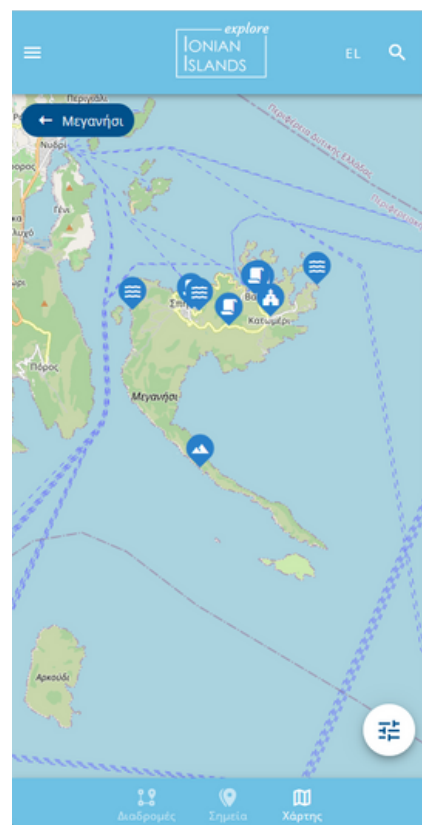 explore
IONIAN
ISLANDS
EL
Περιγιάλι
← Μεγανήσι
Νυδρί
Περιφέρεια Δυτικής Ελλάδας
Γένι
Κατωμέρι
Πόρος
Μεγανήσι
Αρκούδι
Διαδρομές
Σημεία
Χάρτης